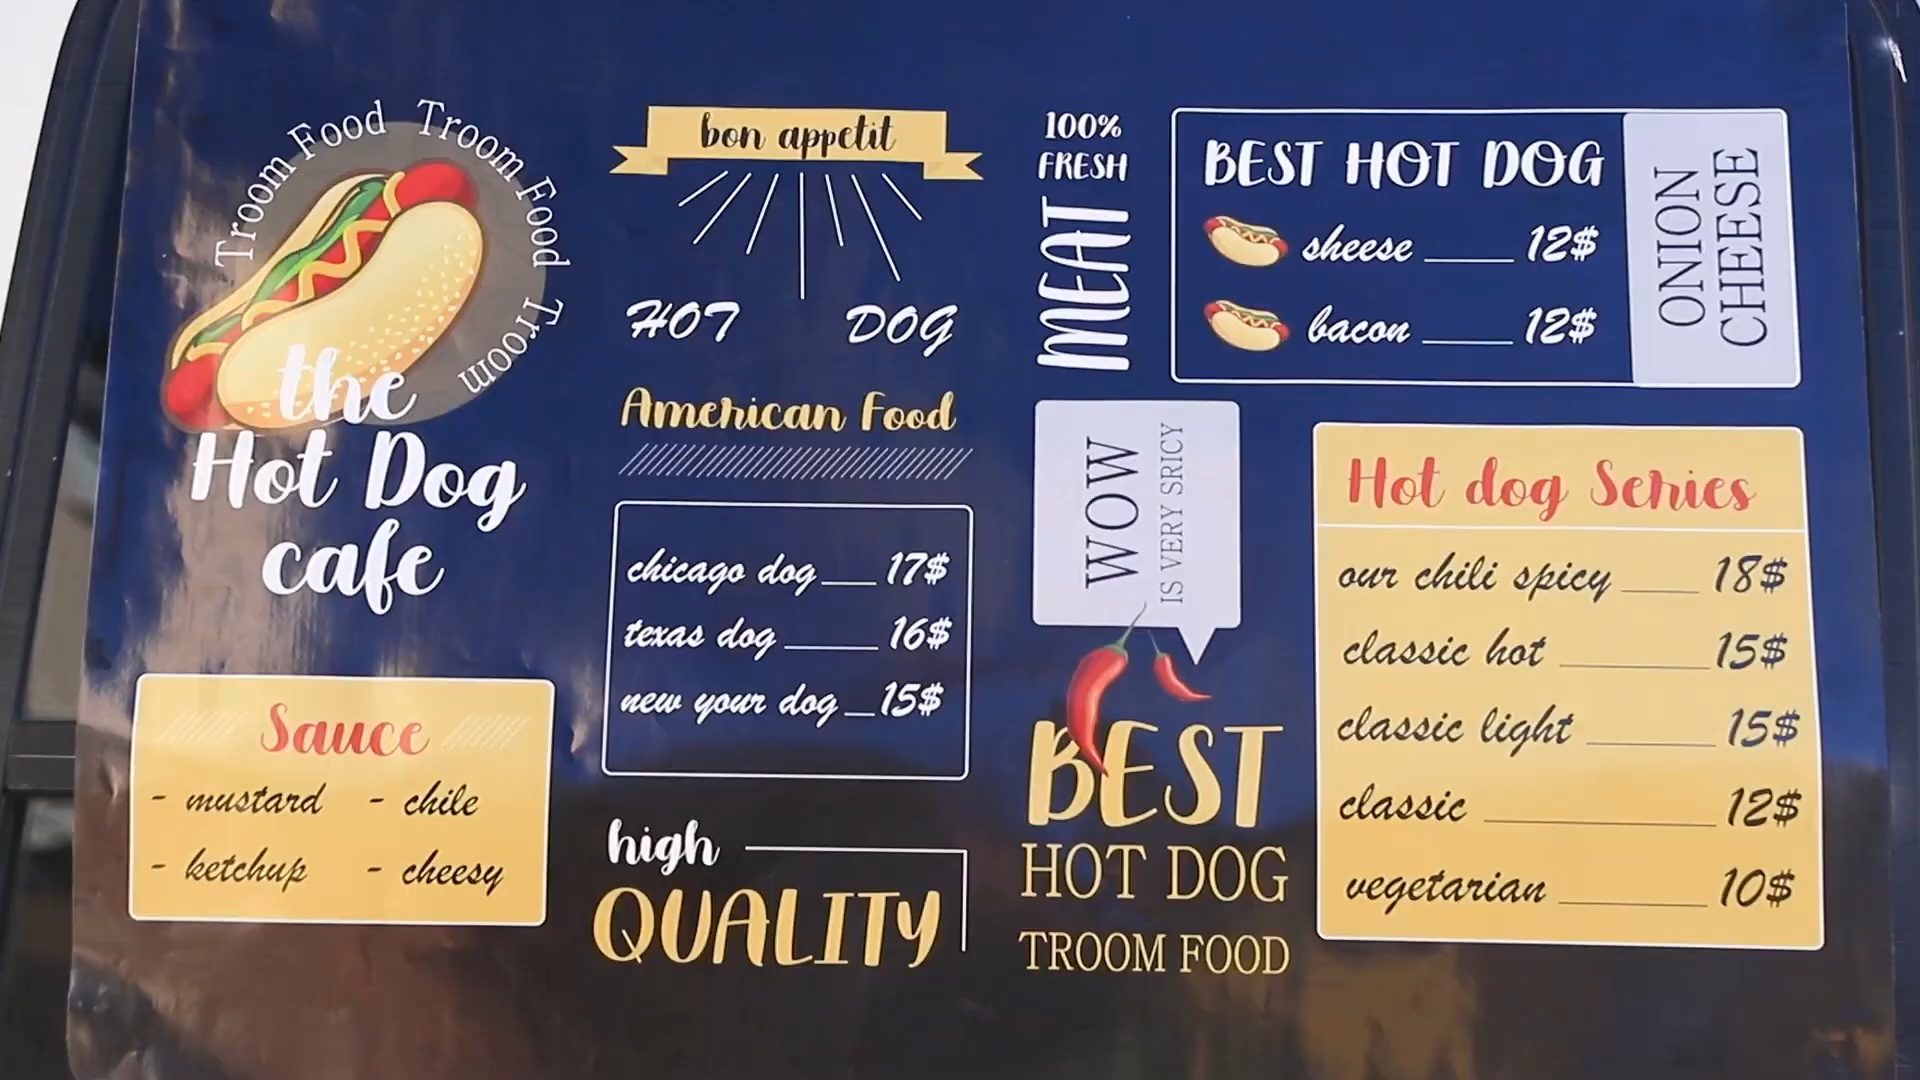 Troom Food Troom Food Troom
the
Hot Dog
cafe
Sauce
- mustard
- chile
- ketchup
- cheesy
bon appetit
HOT DOG
American Food
chicago dog 17$
texas dog 16$
new your dog 15$
high
QUALITY
100%
FRESH
MEAT
BEST HOT DOG
sheese 12$
bacon 12$
ONION
CHEESE
WOW
IS VERY SRICY
BEST
HOT DOG
TROOM FOOD
Hot dog Series
our chili spicy 18$
classic hot 15$
classic light 15$
classic 12$
vegetarian 10$